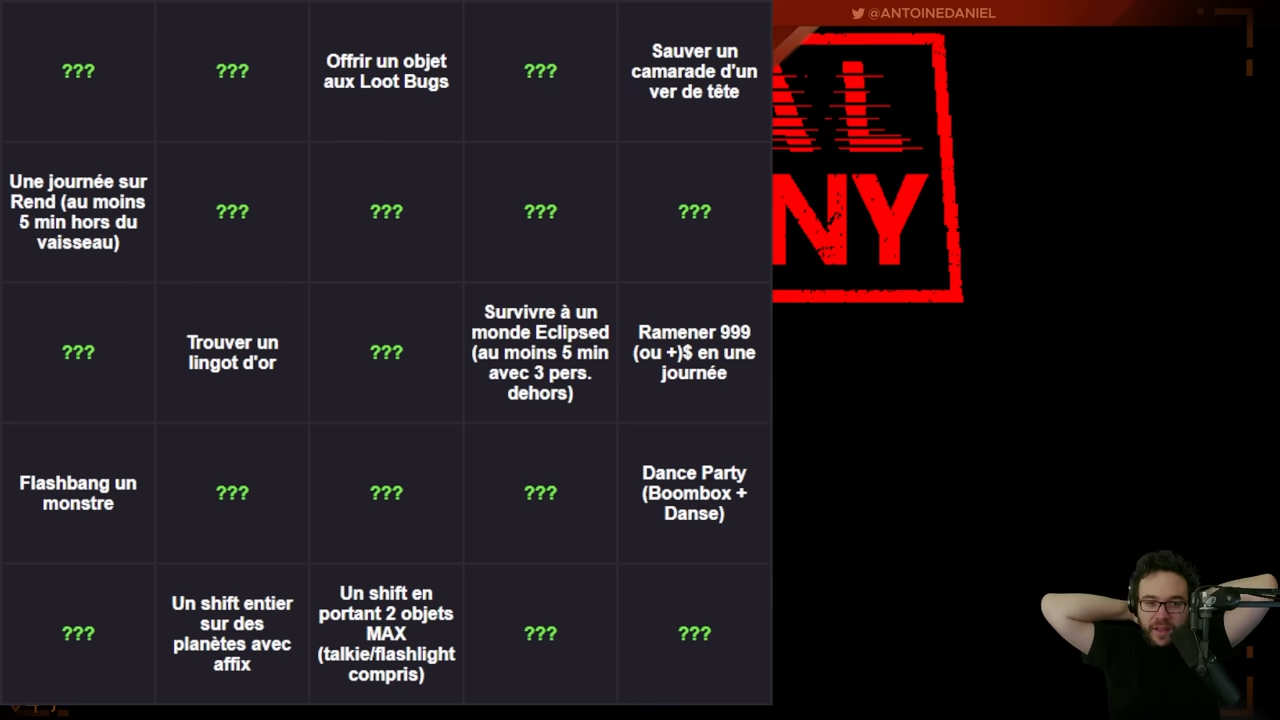 @ANTOINEDANIEL
???
???
Offrir un objet
aux Loot Bugs
???
Sauver un
camarade d'un
ver de tête
Une journée sur
Rend (au moins
5 min hors du
vaisseau)
???
???
???
???
???
Trouver un
lingot d'or
???
Survivre à un
monde Eclipsed
(au moins 5 min
avec 3 pers.
dehors)
Ramener 999
(ou +)$ en une
journée
Flashbang un
monstre
???
???
???
Dance Party
(Boombox +
Danse)
???
Un shift entier
sur des
planètes avec
affix
Un shift en
portant 2 objets
MAX
(talkie/flashlight
compris)
???
???
AL
NY